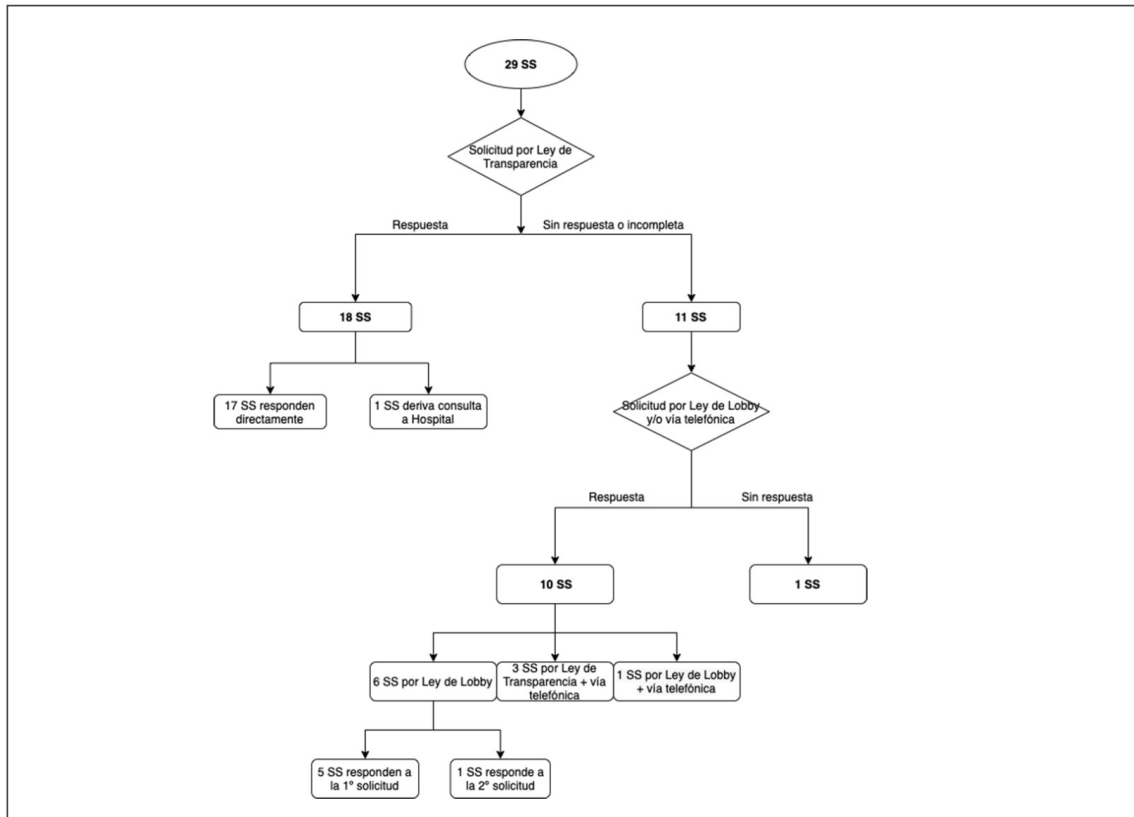 29 SS
Solicitud por Ley de
Transparencia
Respuesta
Sin respuesta o incompleta
18 SS
11 SS
17 SS responden
directamente
1 SS deriva consulta
a Hospital
Solicitud por Ley de Lobby
y/o vía telefónica
Respuesta
Sin respuesta
10 SS
1 SS
6 SS por Ley de Lobby
3 SS por Ley de
Transparencia + vía
telefónica
1 SS por Ley de Lobby
+ vía telefónica
5 SS responden a
la 1º solicitud
1 SS responde a
la 2º solicitud